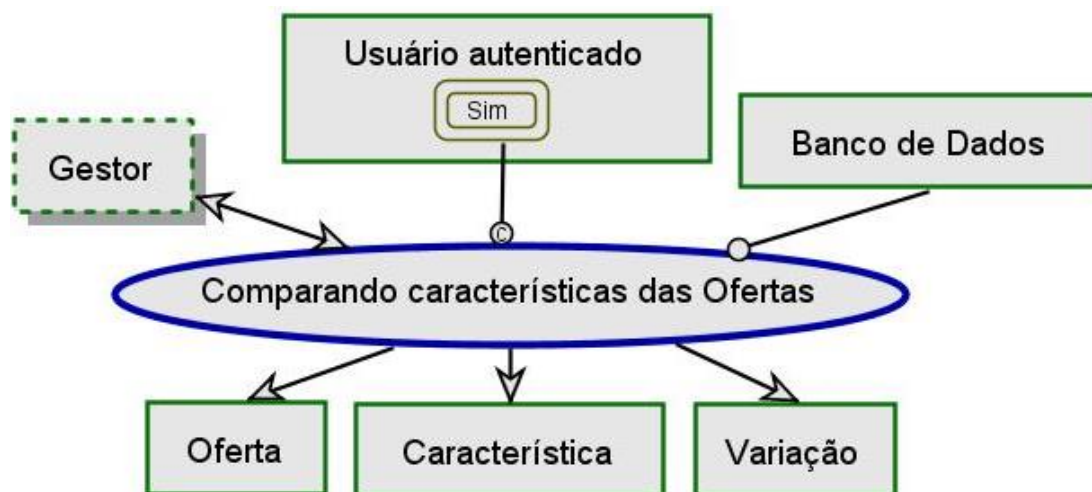 Usuário autenticado
Sim
Banco de Dados
Gestor
C
Comparando características das Ofertas
Oferta
Característica
Variação